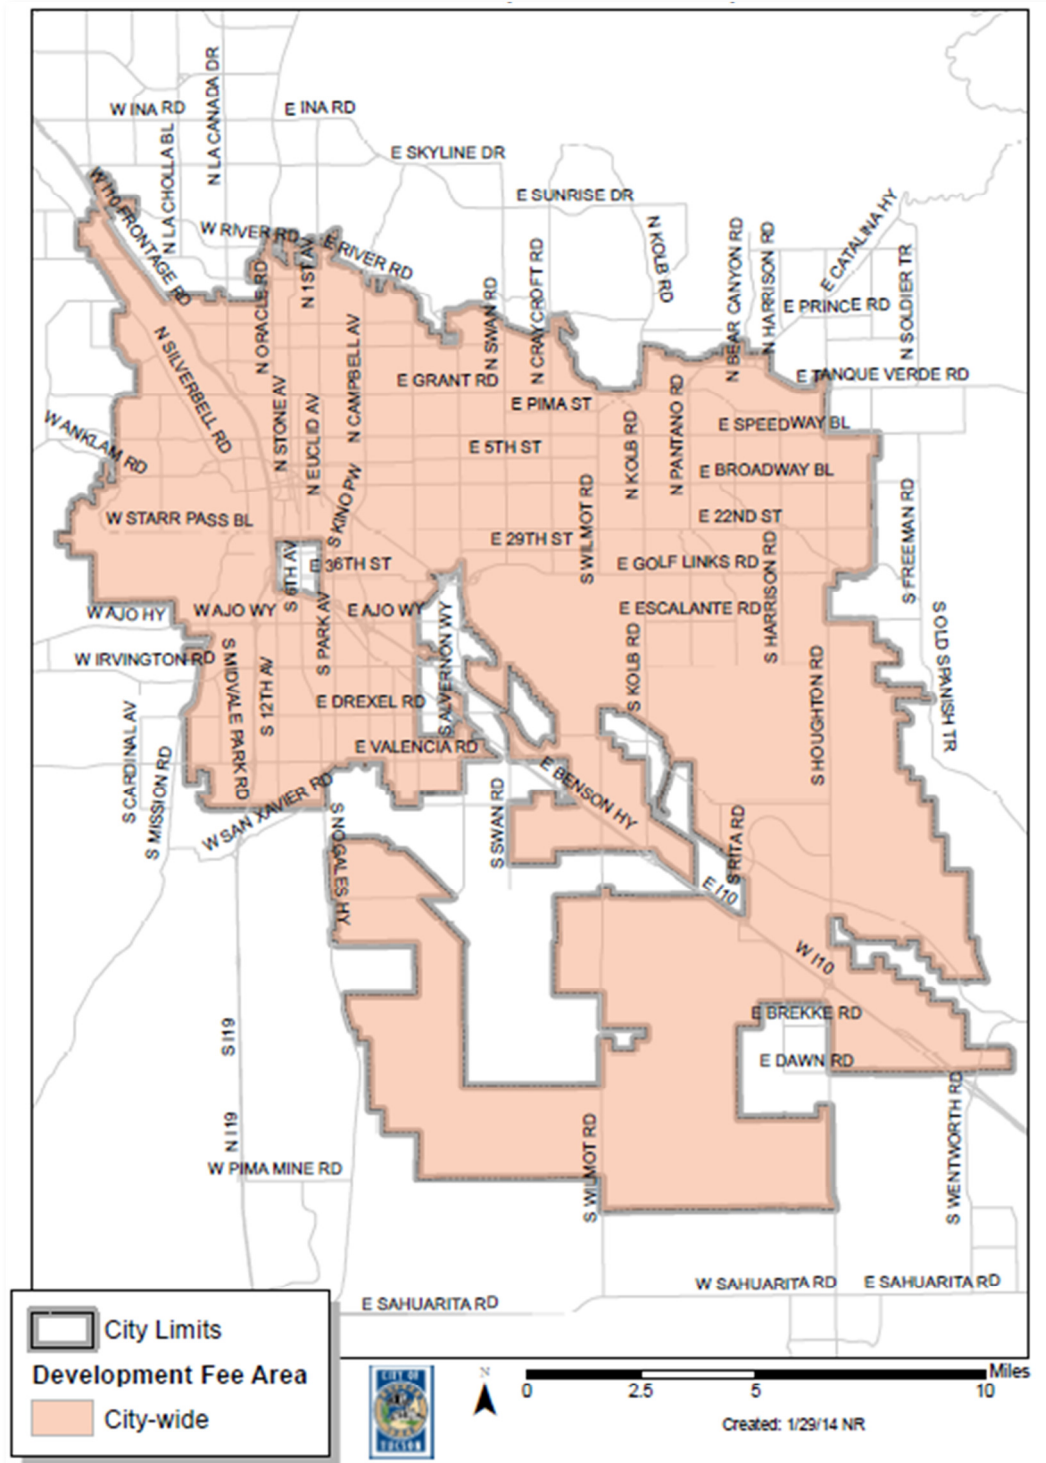 W INA RD
E INA RD
N LA CANADA DR
N LA CHOLLA BL
E SKYLINE DR
E SUNRISE DR
W I10 FRONTAGE RD
W RIVER RD
E RIVER RD
N 1ST AV
N ORACLE RD
N KOLB RD
N SWAN RD
N CRAYCROFT RD
N BEAR CANYON RD
N HARRISON RD
E CATALINA HY
E PRINCE RD
N SOLDIER TR
N SILVERBELL RD
N STONE AV
N EUCLID AV
N CAMPBELL AV
E GRANT RD
E PIMA ST
E TANQUE VERDE RD
N KOLB RD
N PANTANO RD
E SPEEDWAY BL
W ANKLAM RD
E 5TH ST
E BROADWAY BL
S KINO PW
S WILMOT RD
W STARR PASS BL
E 22ND ST
E 29TH ST
S 6TH AV
E 36TH ST
E GOLF LINKS RD
S HARRISON RD
S FREEMAN RD
W AJO HY
W AJO WY
S PARK AV
E AJO WY
E ESCALANTE RD
S ALVERNON WY
S OLD SPANISH TR
W IRVINGTON RD
S MIDVALE PARK RD
S 12TH AV
S KOLB RD
S HOUGHTON RD
E DREXEL RD
S CARDINAL AV
S MISSION RD
E VALENCIA RD
E BENSON HY
W SAN XAVIER RD
S NOGALES HY
S SWAN RD
S RITA RD
E I10
W I10
E BREKKE RD
S I19
E DAWN RD
N I19
W PIMA MINE RD
S WILMOT RD
S WENTWORTH RD
W SAHUARITA RD
E SAHUARITA RD
E SAHUARITA RD
City Limits
Development Fee Area
City-wide
CITY OF
TUCSON
N
0
2.5
5
10
Miles
Created: 1/29/14 NR